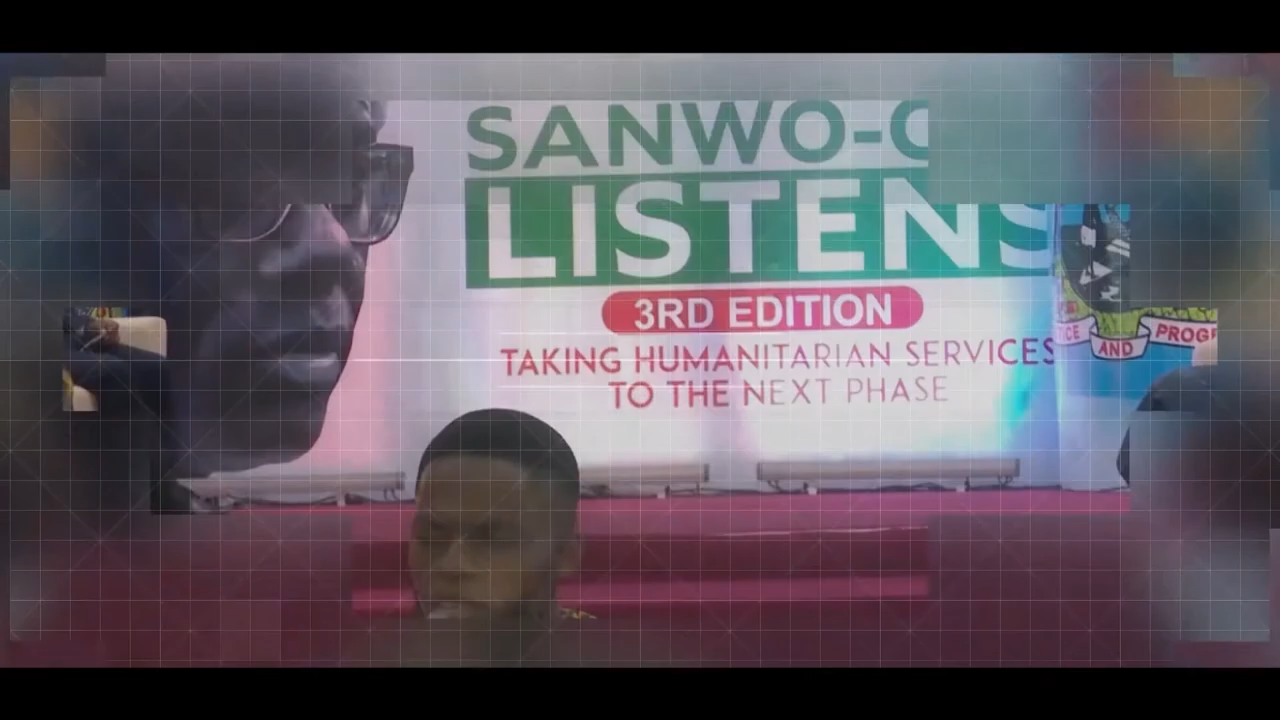 SANWO-O
LISTENS
3RD EDITION
TAKING HUMANITARIAN SERVICES
TO THE NEXT PHASE
AND